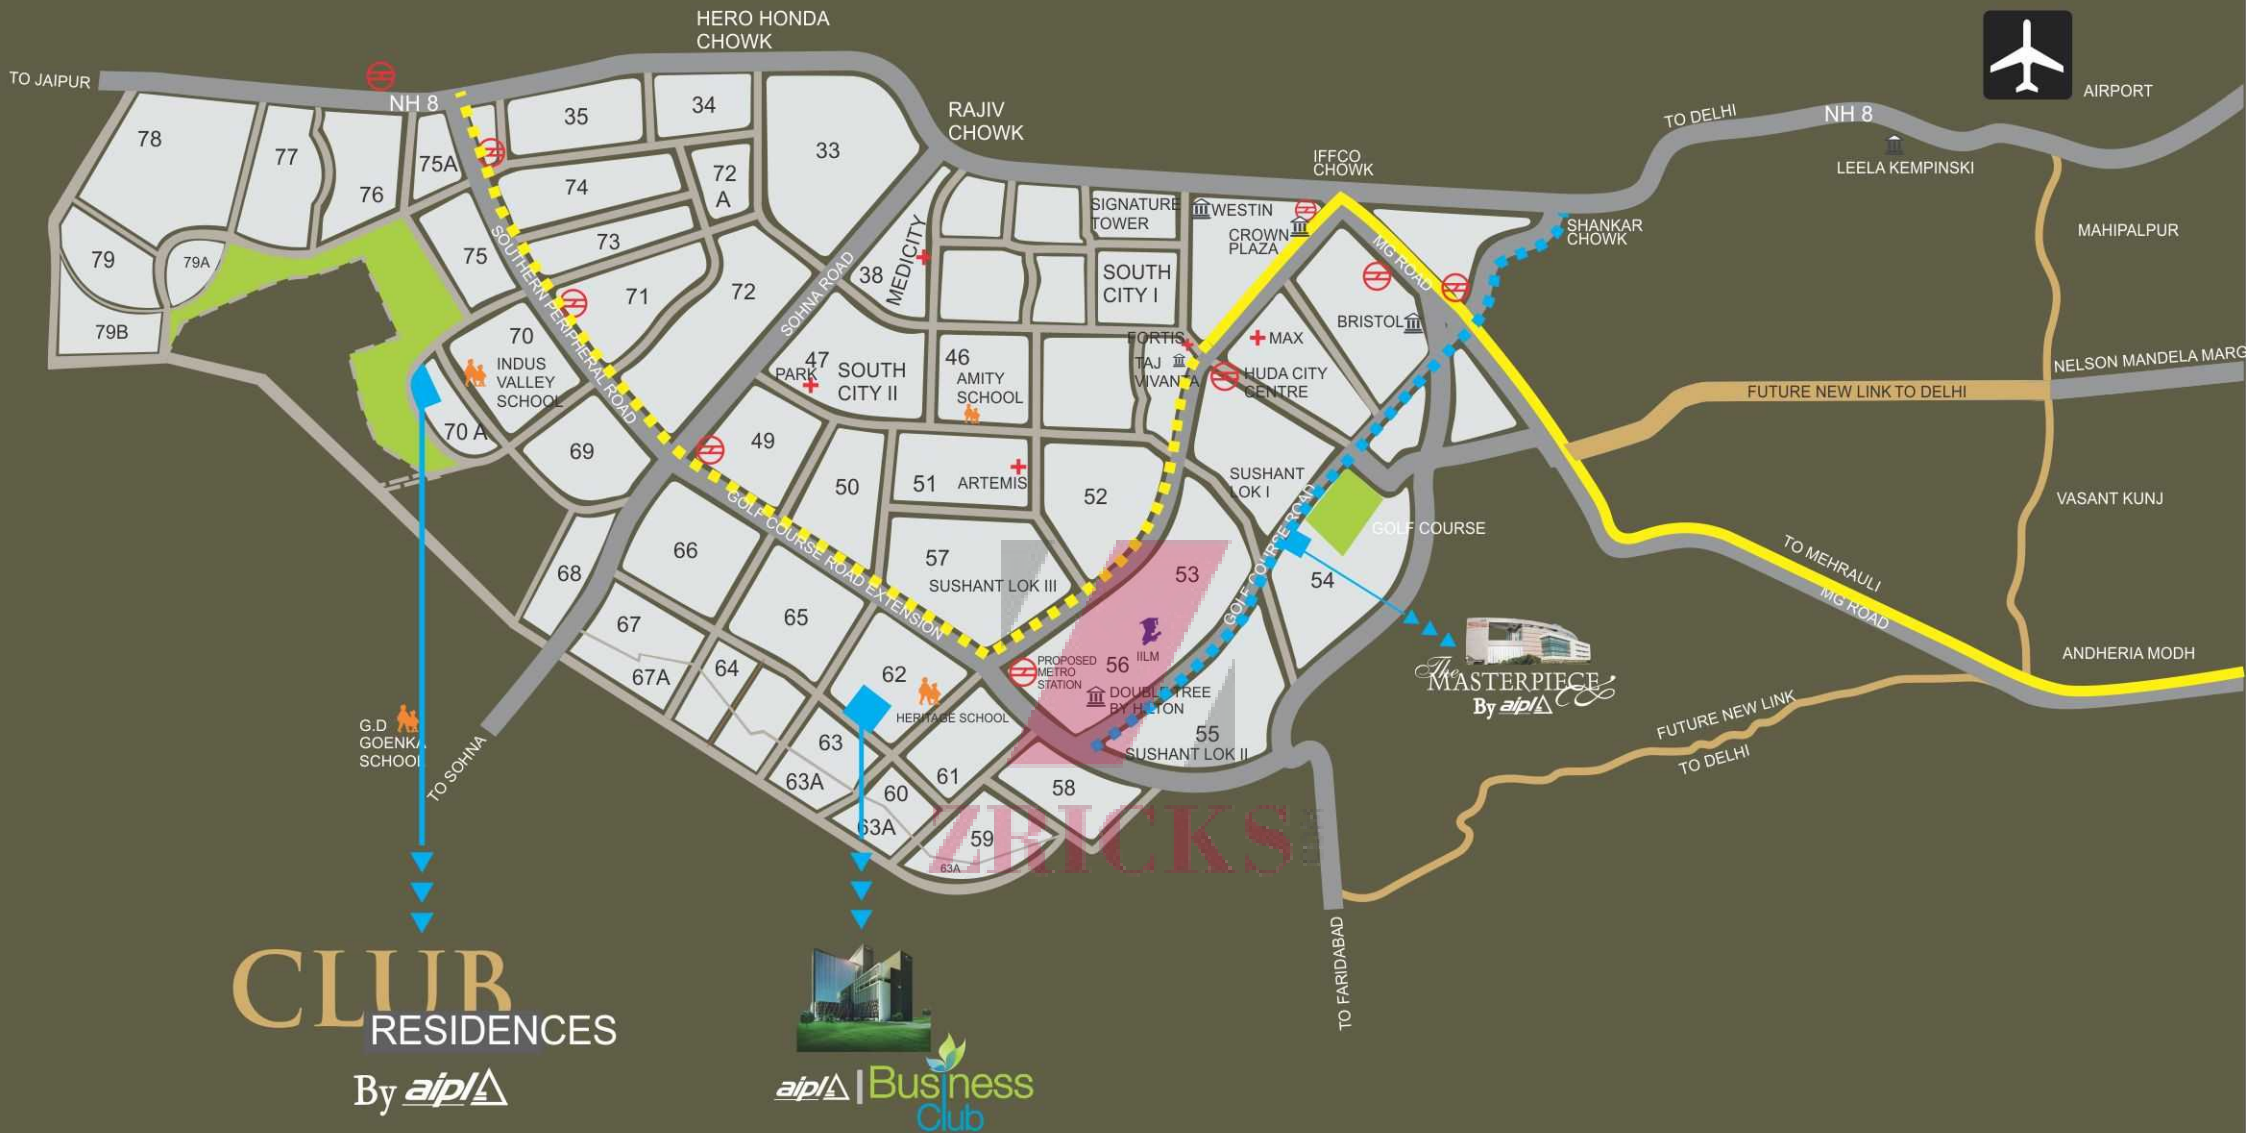 HERO HONDA
CHOWK
TO JAIPUR
NH 8
RAJIV
CHOWK
IFFCO
CHOWK
TO DELHI
NH 8
AIRPORT
LEELA KEMPINSKI
78
77
76
75A
35
34
33
74
72
A
73
75
79
79A
79B
SOUTHERN PERIPHERAL ROAD
71
72
SOHNA ROAD
38
MEDICITY
SIGNATURE
TOWER
WESTIN
CROWN
PLAZA
SOUTH
CITY I
MG ROAD
SHANKAR
CHOWK
MAHIPALPUR
70
INDUS
VALLEY
SCHOOL
47
PARK
SOUTH
CITY II
46
AMITY
SCHOOL
FORTIS
TAJ
VIVANTA
MAX
BRISTOL
HUDA CITY
CENTRE
NELSON MANDELA MARG
FUTURE NEW LINK TO DELHI
70 A
69
49
50
51
ARTEMIS
52
SUSHANT
LOK I
GOLF COURSE
GOLF COURSE ROAD
VASANT KUNJ
GOLF COURSE ROAD EXTENSION
66
68
57
SUSHANT LOK III
53
54
TO MEHRAULI
MG ROAD
67
65
67A
64
62
HERITAGE SCHOOL
PROPOSED
METRO
STATION
56
IILM
DOUBLE TREE
BY HILTON
The
MASTERPIECE
By aipl
ANDHERIA MODH
FUTURE NEW LINK
TO DELHI
G.D
GOENKA
SCHOOL
TO SOHNA
63
63A
61
60
63A
58
59
63A
55
SUSHANT LOK II
ZRICKS
TO FARIDABAD
CLUB
RESIDENCES
By aipl
aipl | Business
Club